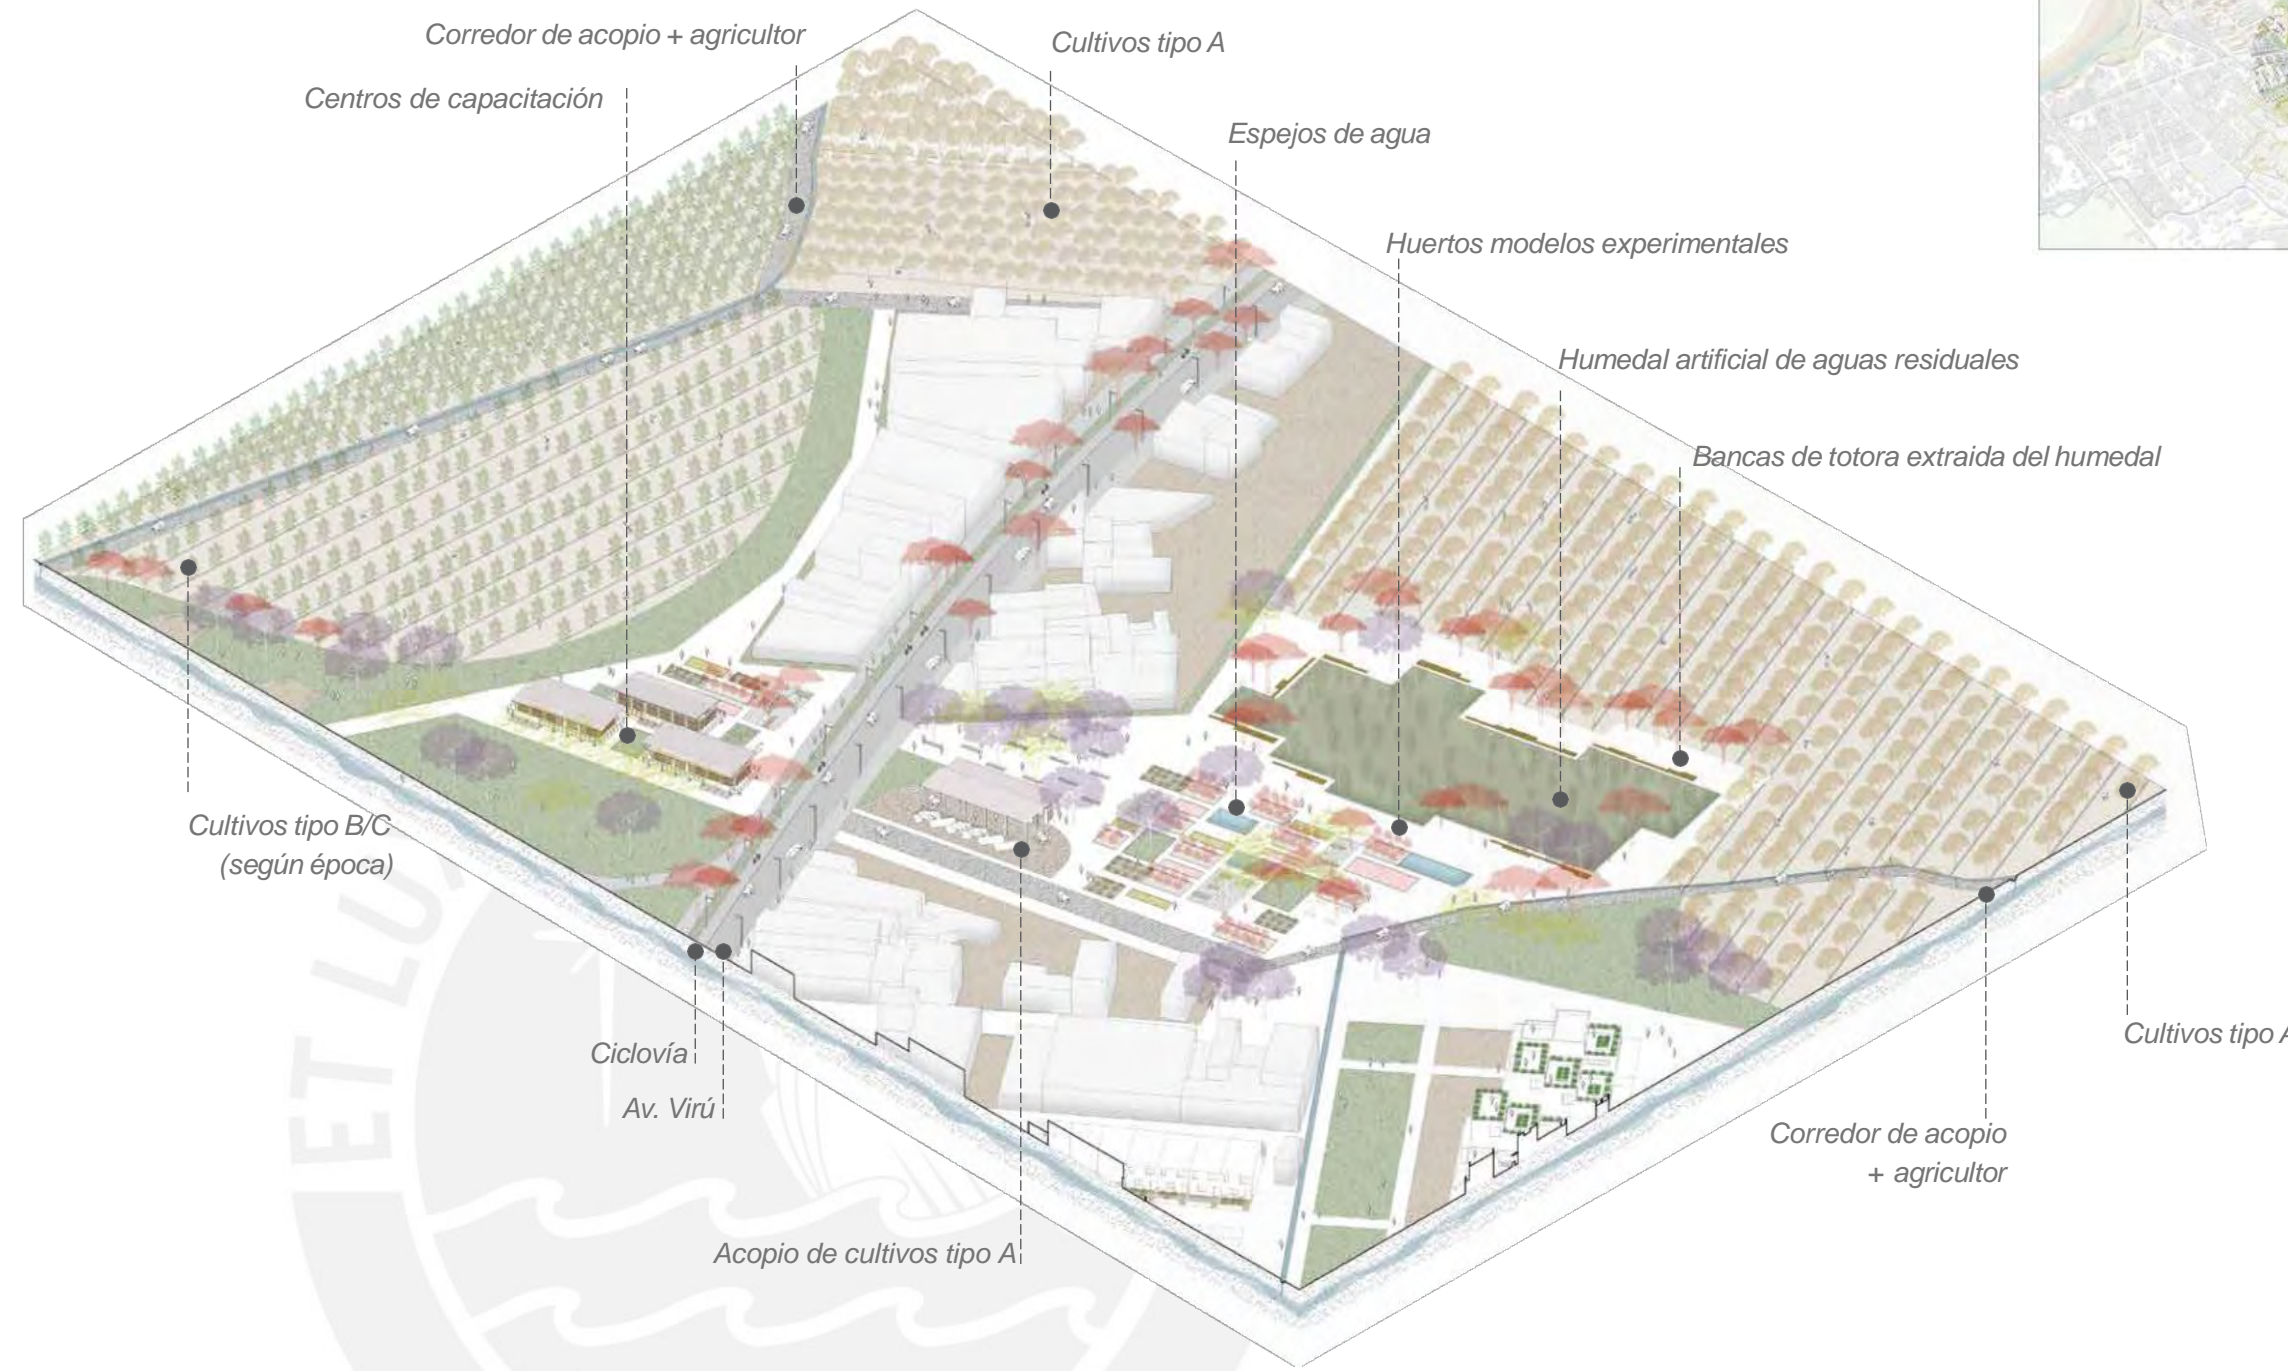 Corredor de acopio + agricultor
Cultivos tipo A
Centros de capacitación
Espejos de agua
Huertos modelos experimentales
Humedal artificial de aguas residuales
Bancas de totora extraida del humedal
Cultivos tipo B/C
(según época)
Ciclovía
Av. Virú
Acopio de cultivos tipo A
Cultivos tipo A
Corredor de acopio
+ agricultor
ET LU